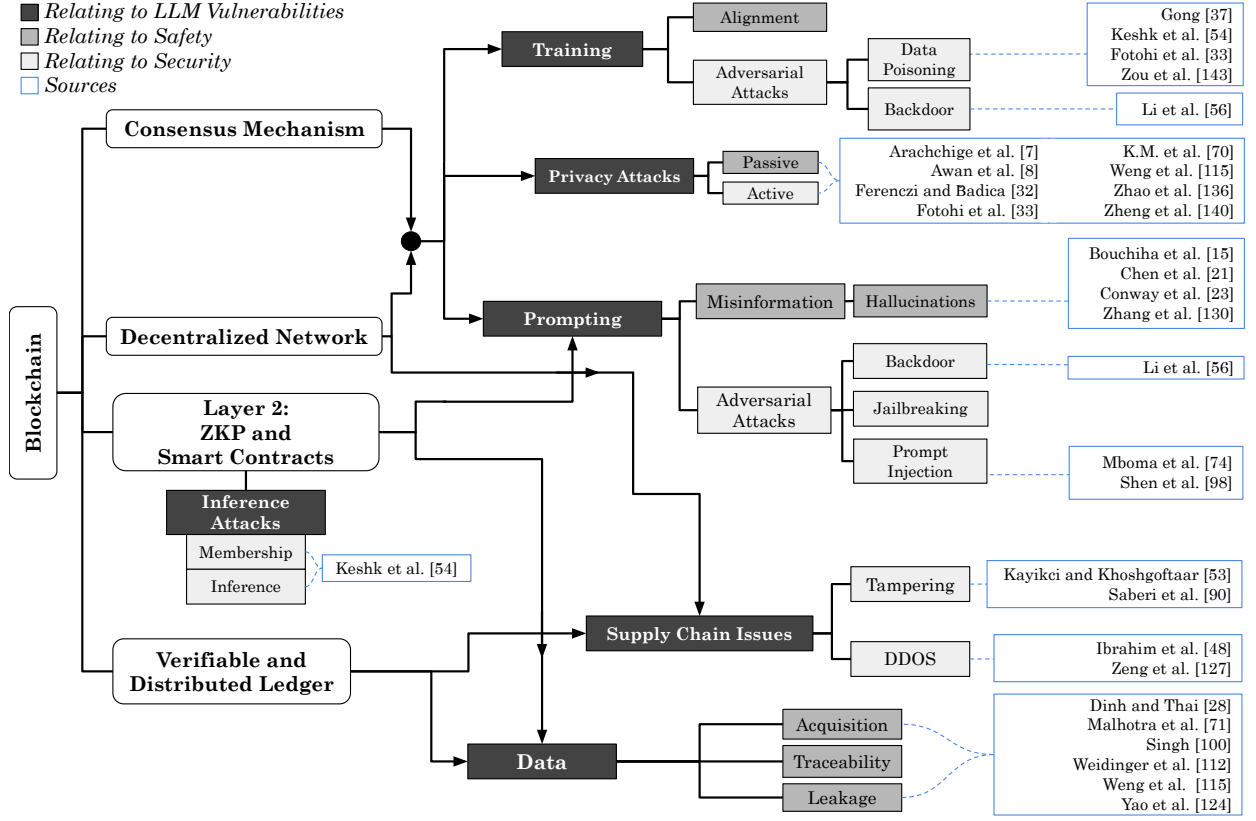 Relating to LLM Vulnerabilities
Relating to Safety
Relating to Security
Sources
Blockchain
Consensus Mechanism
Decentralized Network
Layer 2:
ZKP and
Smart Contracts
Inference
Attacks
Membership
Inference
Keshk et al. [54]
Verifiable and
Distributed Ledger
Training
Alignment
Adversarial
Attacks
Data
Poisoning
Backdoor
Gong [37]
Keshk et al. [54]
Fotohi et al. [33]
Zou et al. [143]
Li et al. [56]
Privacy Attacks
Passive
Active
Arachchige et al. [7]
Awan et al. [8]
Ferenczi and Badica [32]
Fotohi et al. [33]
K.M. et al. [70]
Weng et al. [115]
Zhao et al. [136]
Zheng et al. [140]
Prompting
Misinformation
Hallucinations
Bouchiha et al. [15]
Chen et al. [21]
Conway et al. [23]
Zhang et al. [130]
Adversarial
Attacks
Backdoor
Jailbreaking
Prompt
Injection
Li et al. [56]
Mboma et al. [74]
Shen et al. [98]
Supply Chain Issues
Tampering
DDOS
Kayikci and Khoshgoftaar [53]
Saberi et al. [90]
Ibrahim et al. [48]
Zeng et al. [127]
Data
Acquisition
Traceability
Leakage
Dinh and Thai [28]
Malhotra et al. [71]
Singh [100]
Weidinger et al. [112]
Weng et al. [115]
Yao et al. [124]